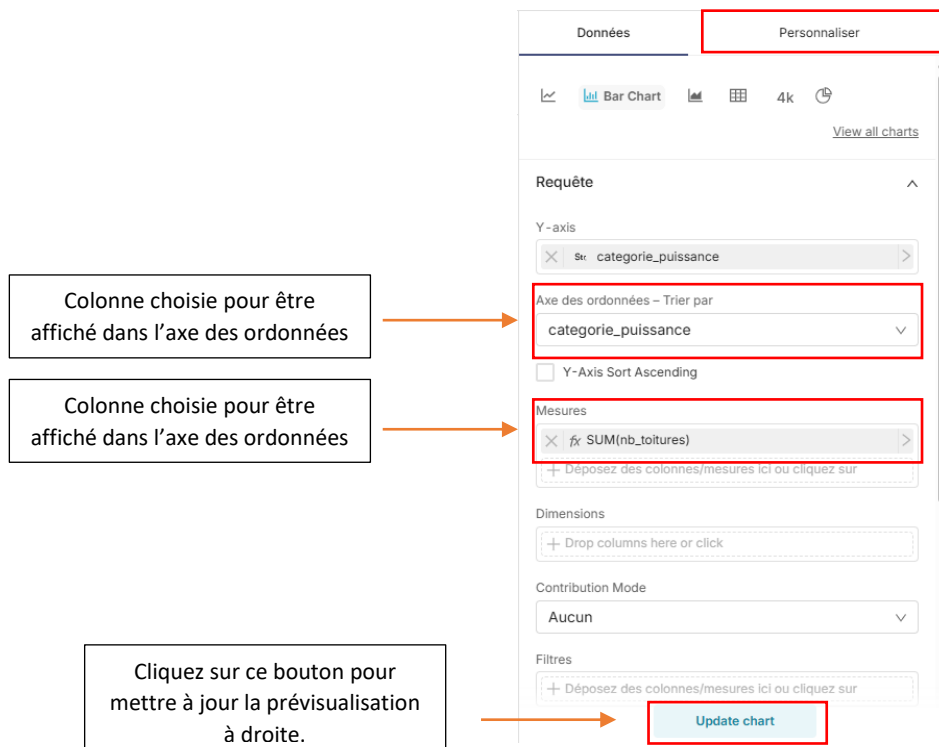 Données
Personnaliser
Bar Chart
4k
View all charts
Requête
Y-axis
Str categorie_puissance
Colonne choisie pour être
affiché dans l’axe des ordonnées
Axe des ordonnées – Trier par
categorie_puissance
Y-Axis Sort Ascending
Colonne choisie pour être
affiché dans l’axe des ordonnées
Mesures
fx SUM(nb_toitures)
Déposez des colonnes/mesures ici ou cliquez sur
Dimensions
Drop columns here or click
Contribution Mode
Aucun
Filtres
Déposez des colonnes/mesures ici ou cliquez sur
Cliquez sur ce bouton pour
mettre à jour la prévisualisation
à droite.
Update chart